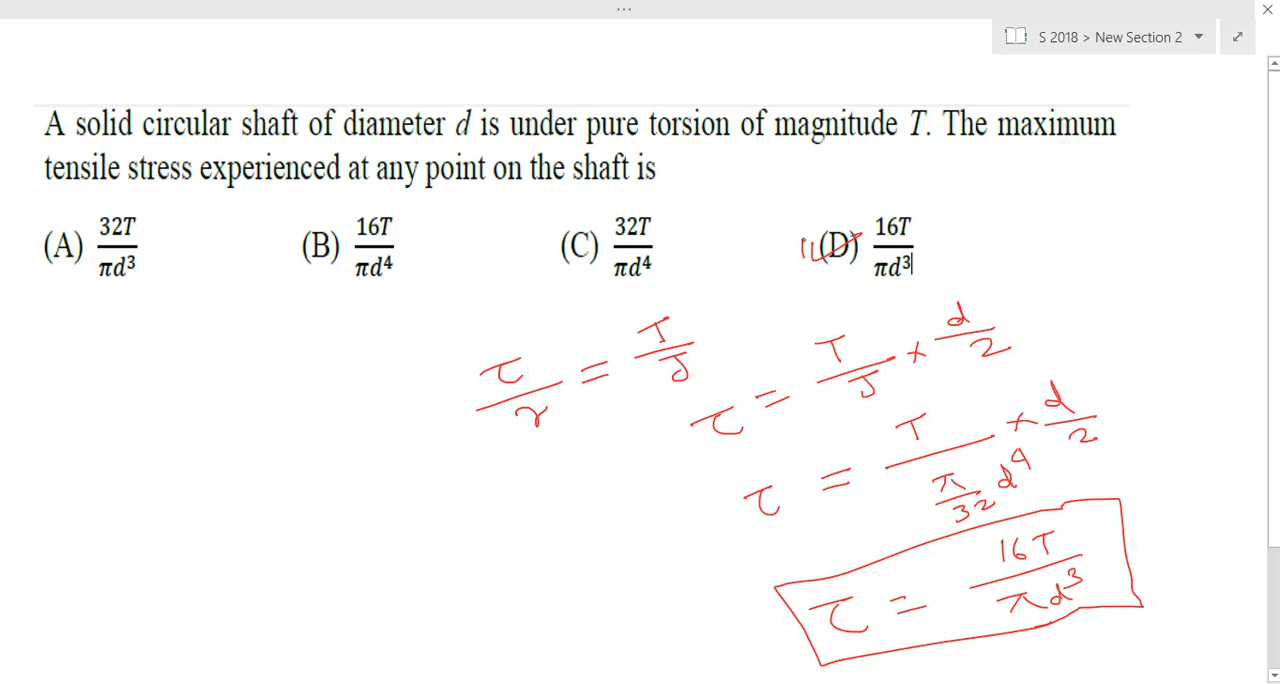 S 2018 > New Section 2
A solid circular shaft of diameter d is under pure torsion of magnitude T. The maximum
tensile stress experienced at any point on the shaft is
(A) 32T/πd³ (B) 16T/πd⁴ (C) 32T/πd⁴ (D) 16T/πd³
τ/r = T/J
τ = T/J × d/2
τ = T/(π/32 d⁴) × d/2
τ = 16T/πd³